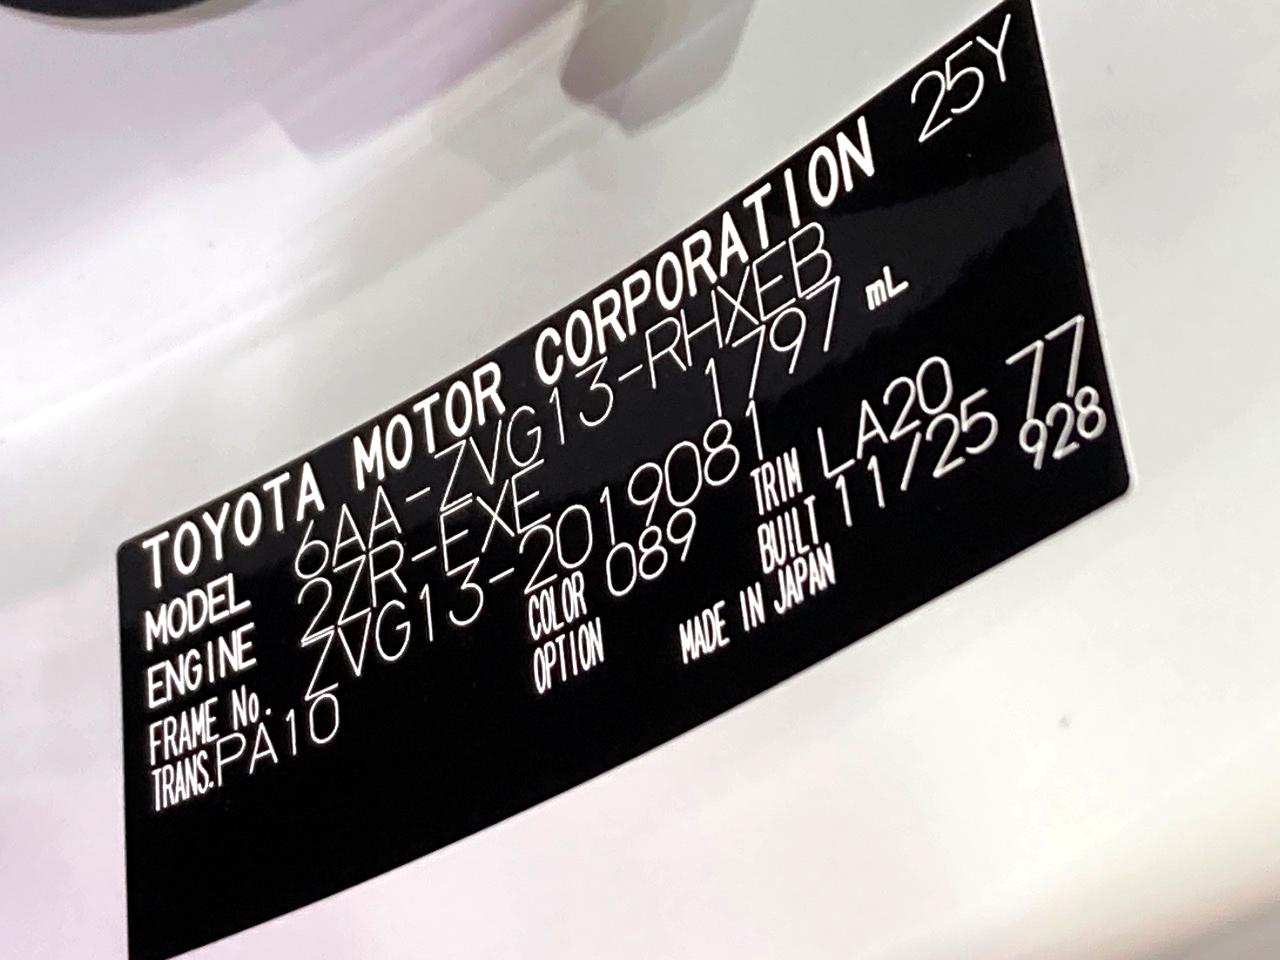 TOYOTA MOTOR CORPORATION 25Y
MODEL 6AA-ZVG13-RHXEB
ENGINE 2ZR-EXE 1797 mL
FRAME No. ZVG13-2019081
TRANS. PA10 COLOR 089 TRIM LA20 77
OPTION BUILT 11/25 928
MADE IN JAPAN